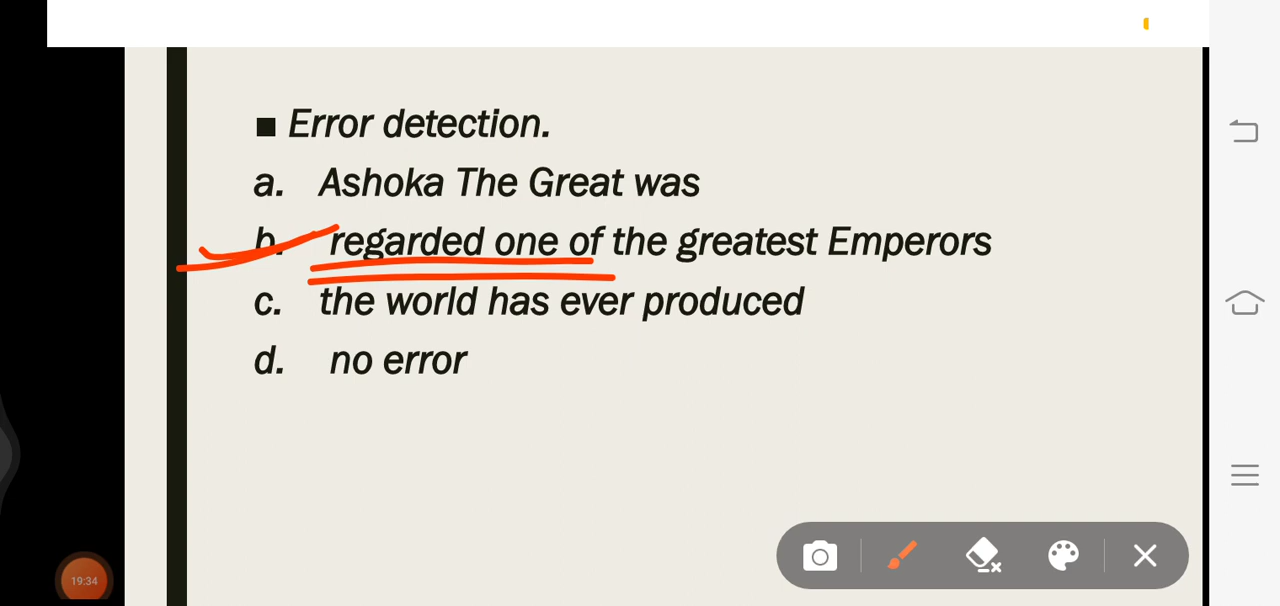 ■ Error detection.
a. Ashoka The Great was
b. regarded one of the greatest Emperors
c. the world has ever produced
d. no error
19:34